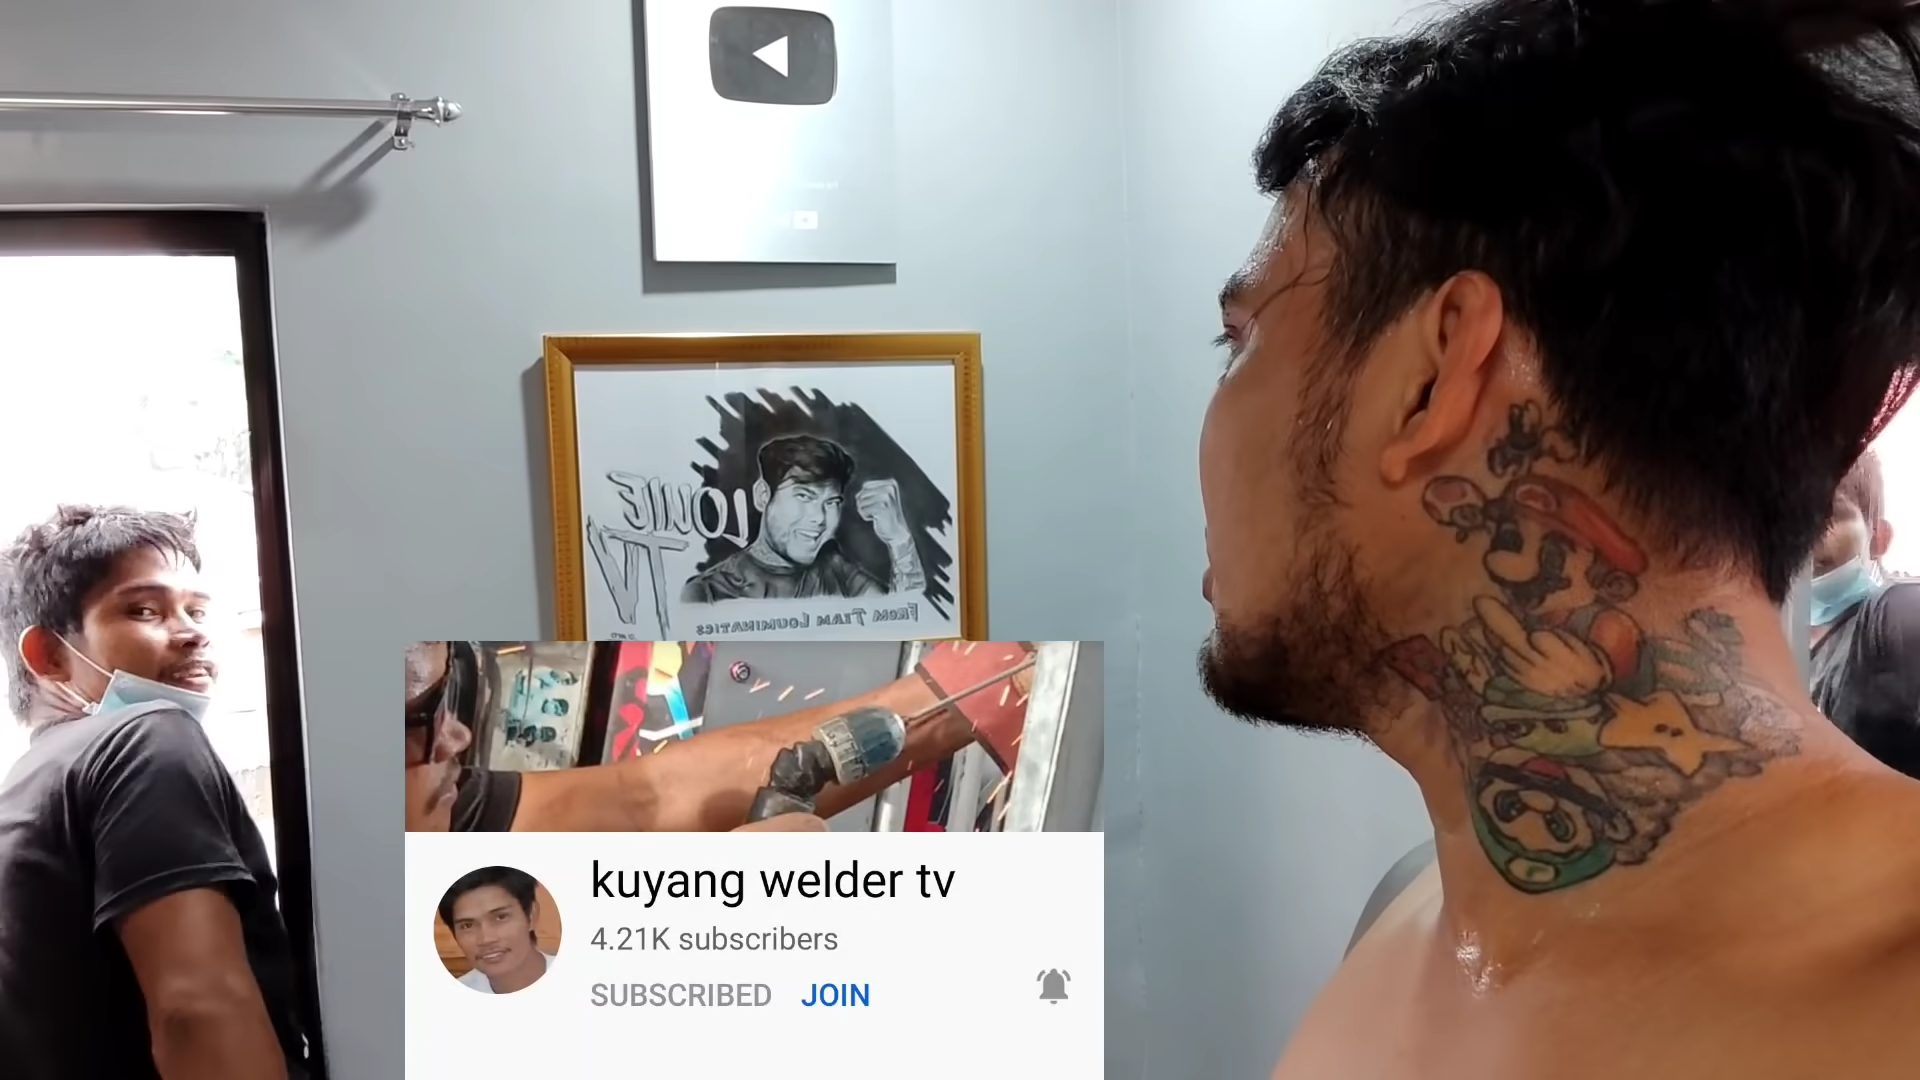 LOUIE
TV
FROM TEAM LOUMINATICS
kuyang welder tv
4.21K subscribers
SUBSCRIBED JOIN